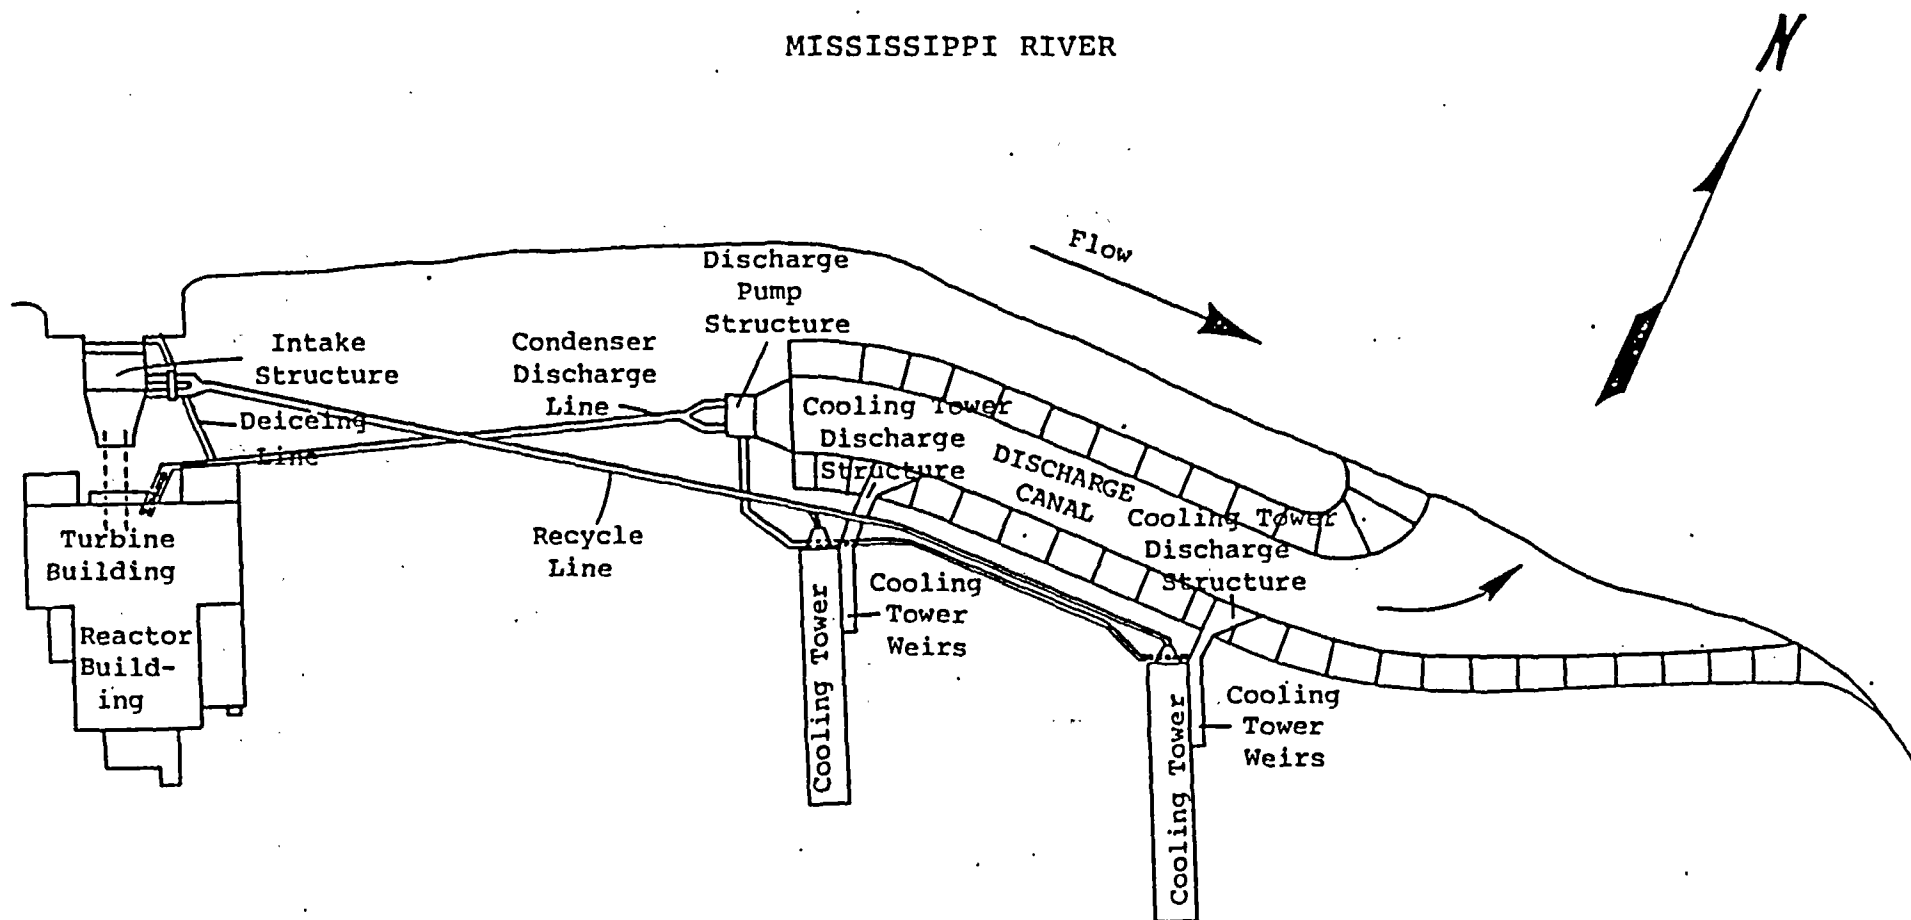 MISSISSIPPI RIVER
N
Flow
Discharge
Pump
Structure
Intake
Structure
Condenser
Discharge
Line
Deiceing
Line
Cooling Tower
Discharge
Structure
DISCHARGE
CANAL
Cooling Tower
Discharge
Structure
Recycle
Line
Turbine
Building
Reactor
Build-
ing
Cooling Tower
Cooling
Tower
Weirs
Cooling Tower
Cooling
Tower
Weirs